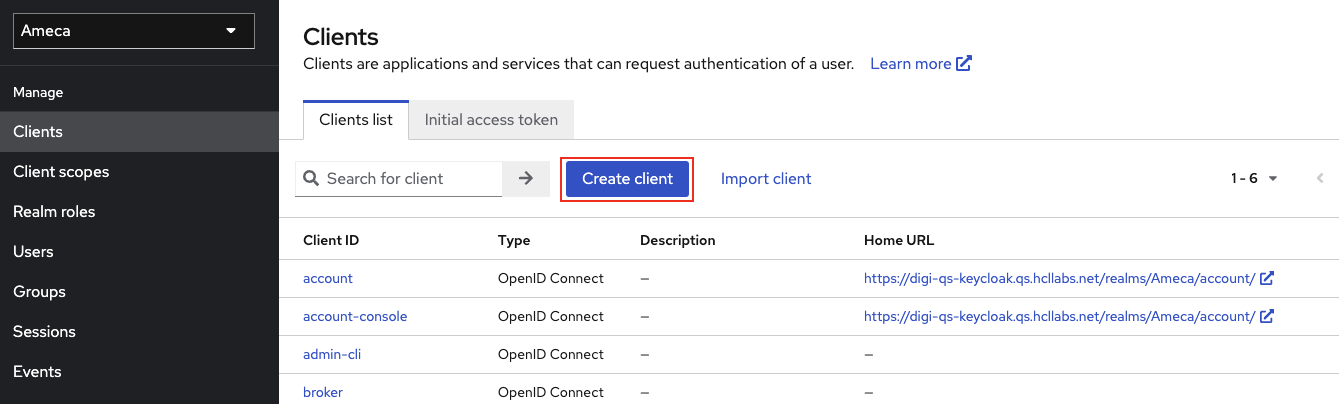 Ameca
Manage
Clients
Client scopes
Realm roles
Users
Groups
Sessions
Events
Clients
Clients are applications and services that can request authentication of a user. Learn more
Clients list Initial access token
Search for client Create client Import client 1 - 6
Client ID Type Description Home URL
account OpenID Connect – https://digi-qs-keycloak.qs.hcllabs.net/realms/Ameca/account/
account-console OpenID Connect – https://digi-qs-keycloak.qs.hcllabs.net/realms/Ameca/account/
admin-cli OpenID Connect – –
broker OpenID Connect – –